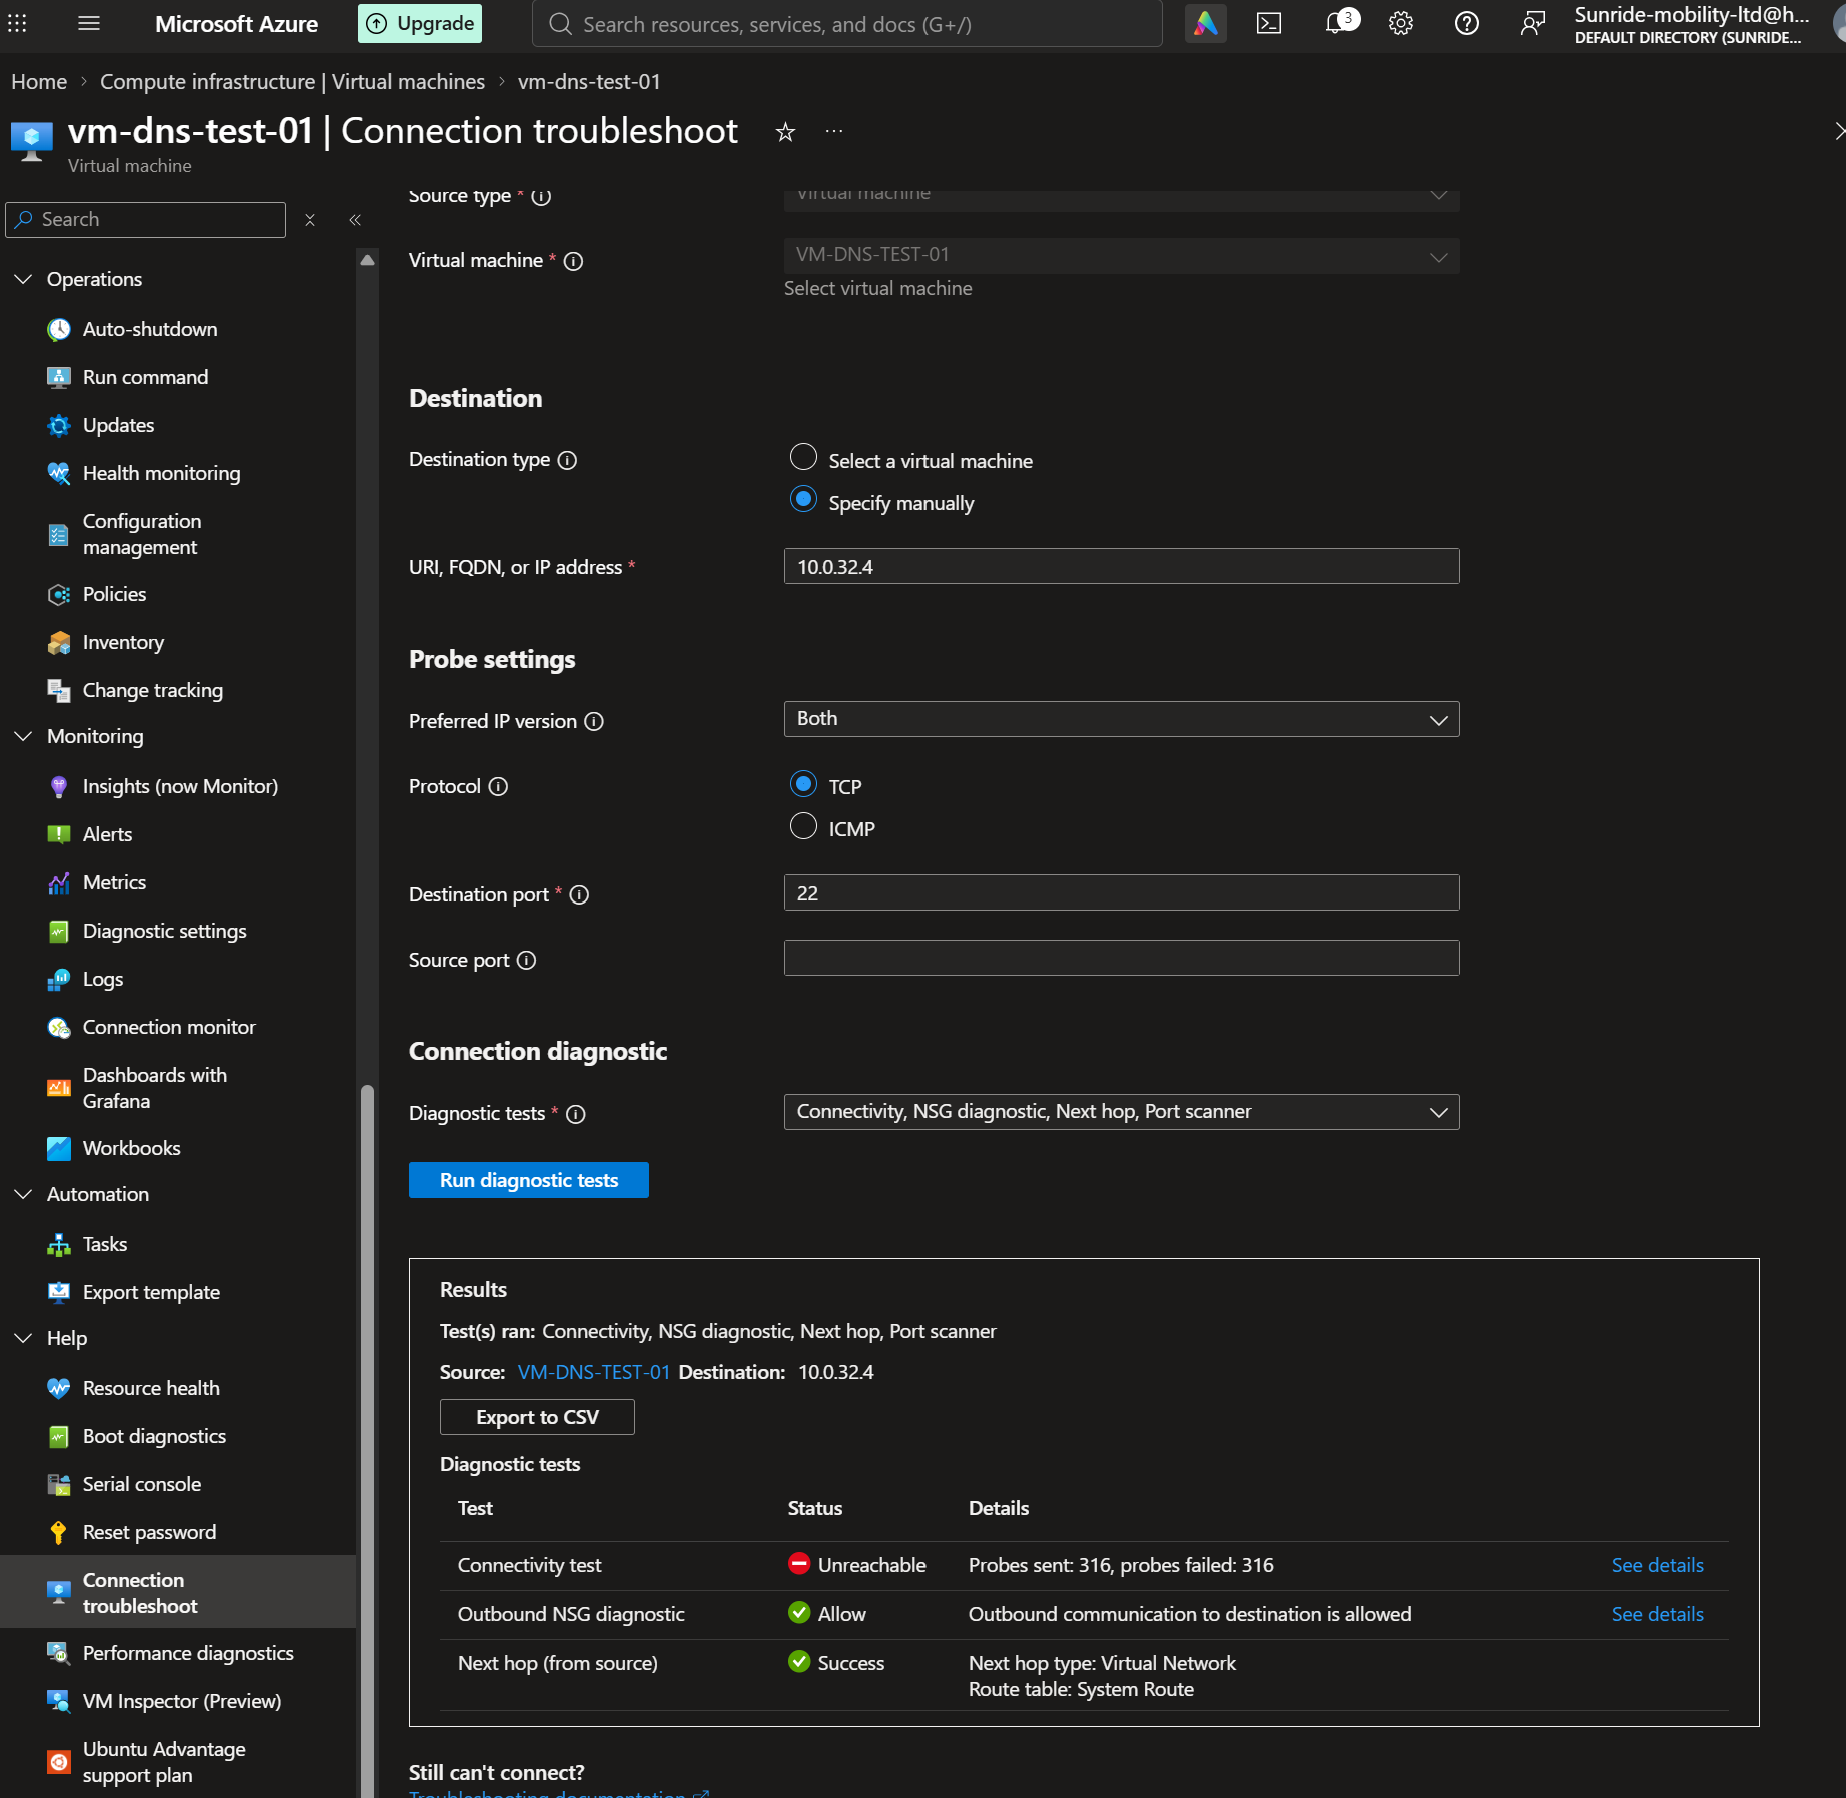 Microsoft Azure
Upgrade
Search resources, services, and docs (G+/)
3
Sunride-mobility-ltd@h...
DEFAULT DIRECTORY (SUNRIDE...
Home > Compute infrastructure | Virtual machines > vm-dns-test-01
vm-dns-test-01 | Connection troubleshoot
Virtual machine
Search
Operations
Auto-shutdown
Run command
Updates
Health monitoring
Configuration
management
Policies
Inventory
Change tracking
Monitoring
Insights (now Monitor)
Alerts
Metrics
Diagnostic settings
Logs
Connection monitor
Dashboards with
Grafana
Workbooks
Automation
Tasks
Export template
Help
Resource health
Boot diagnostics
Serial console
Reset password
Connection
troubleshoot
Performance diagnostics
VM Inspector (Preview)
Ubuntu Advantage
support plan
Source type *
Virtual machine
Virtual machine *
VM-DNS-TEST-01
Select virtual machine
Destination
Destination type
Select a virtual machine
Specify manually
URI, FQDN, or IP address *
10.0.32.4
Probe settings
Preferred IP version
Both
Protocol
TCP
ICMP
Destination port *
22
Source port
Connection diagnostic
Diagnostic tests *
Connectivity, NSG diagnostic, Next hop, Port scanner
Run diagnostic tests
Results
Test(s) ran: Connectivity, NSG diagnostic, Next hop, Port scanner
Source: VM-DNS-TEST-01 Destination: 10.0.32.4
Export to CSV
Diagnostic tests
Test Status Details
Connectivity test Unreachable Probes sent: 316, probes failed: 316 See details
Outbound NSG diagnostic Allow Outbound communication to destination is allowed See details
Next hop (from source) Success Next hop type: Virtual Network
Route table: System Route
Still can't connect?
Troubleshooting documentation